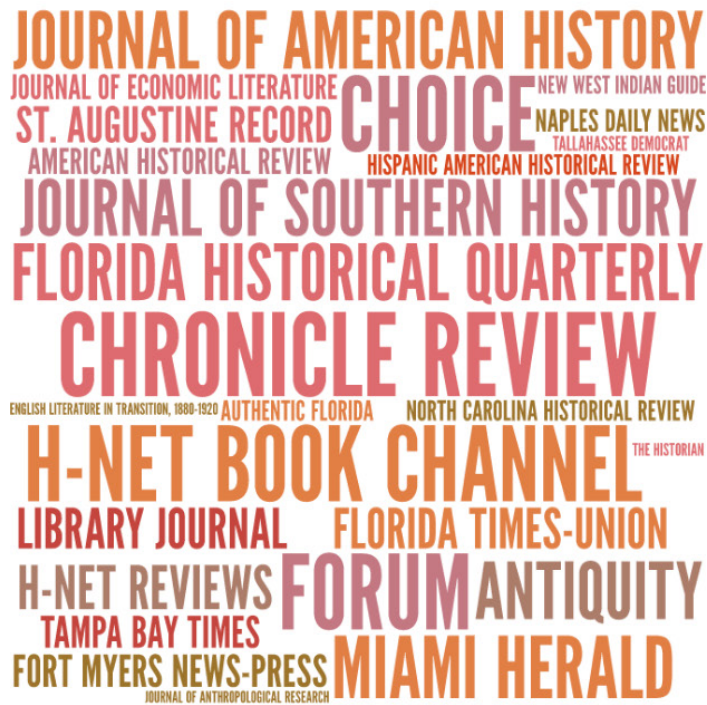 JOURNAL OF AMERICAN HISTORY
JOURNAL OF ECONOMIC LITERATURE
CHOICE
NEW WEST INDIAN GUIDE
ST. AUGUSTINE RECORD
NAPLES DAILY NEWS
TALLAHASSEE DEMOCRAT
AMERICAN HISTORICAL REVIEW
HISPANIC AMERICAN HISTORICAL REVIEW
JOURNAL OF SOUTHERN HISTORY
FLORIDA HISTORICAL QUARTERLY
CHRONICLE REVIEW
ENGLISH LITERATURE IN TRANSITION, 1880-1920
AUTHENTIC FLORIDA
NORTH CAROLINA HISTORICAL REVIEW
H-NET BOOK CHANNEL
THE HISTORIAN
LIBRARY JOURNAL
FLORIDA TIMES-UNION
H-NET REVIEWS
FORUM
ANTIQUITY
TAMPA BAY TIMES
FORT MYERS NEWS-PRESS
MIAMI HERALD
JOURNAL OF ANTHROPOLOGICAL RESEARCH